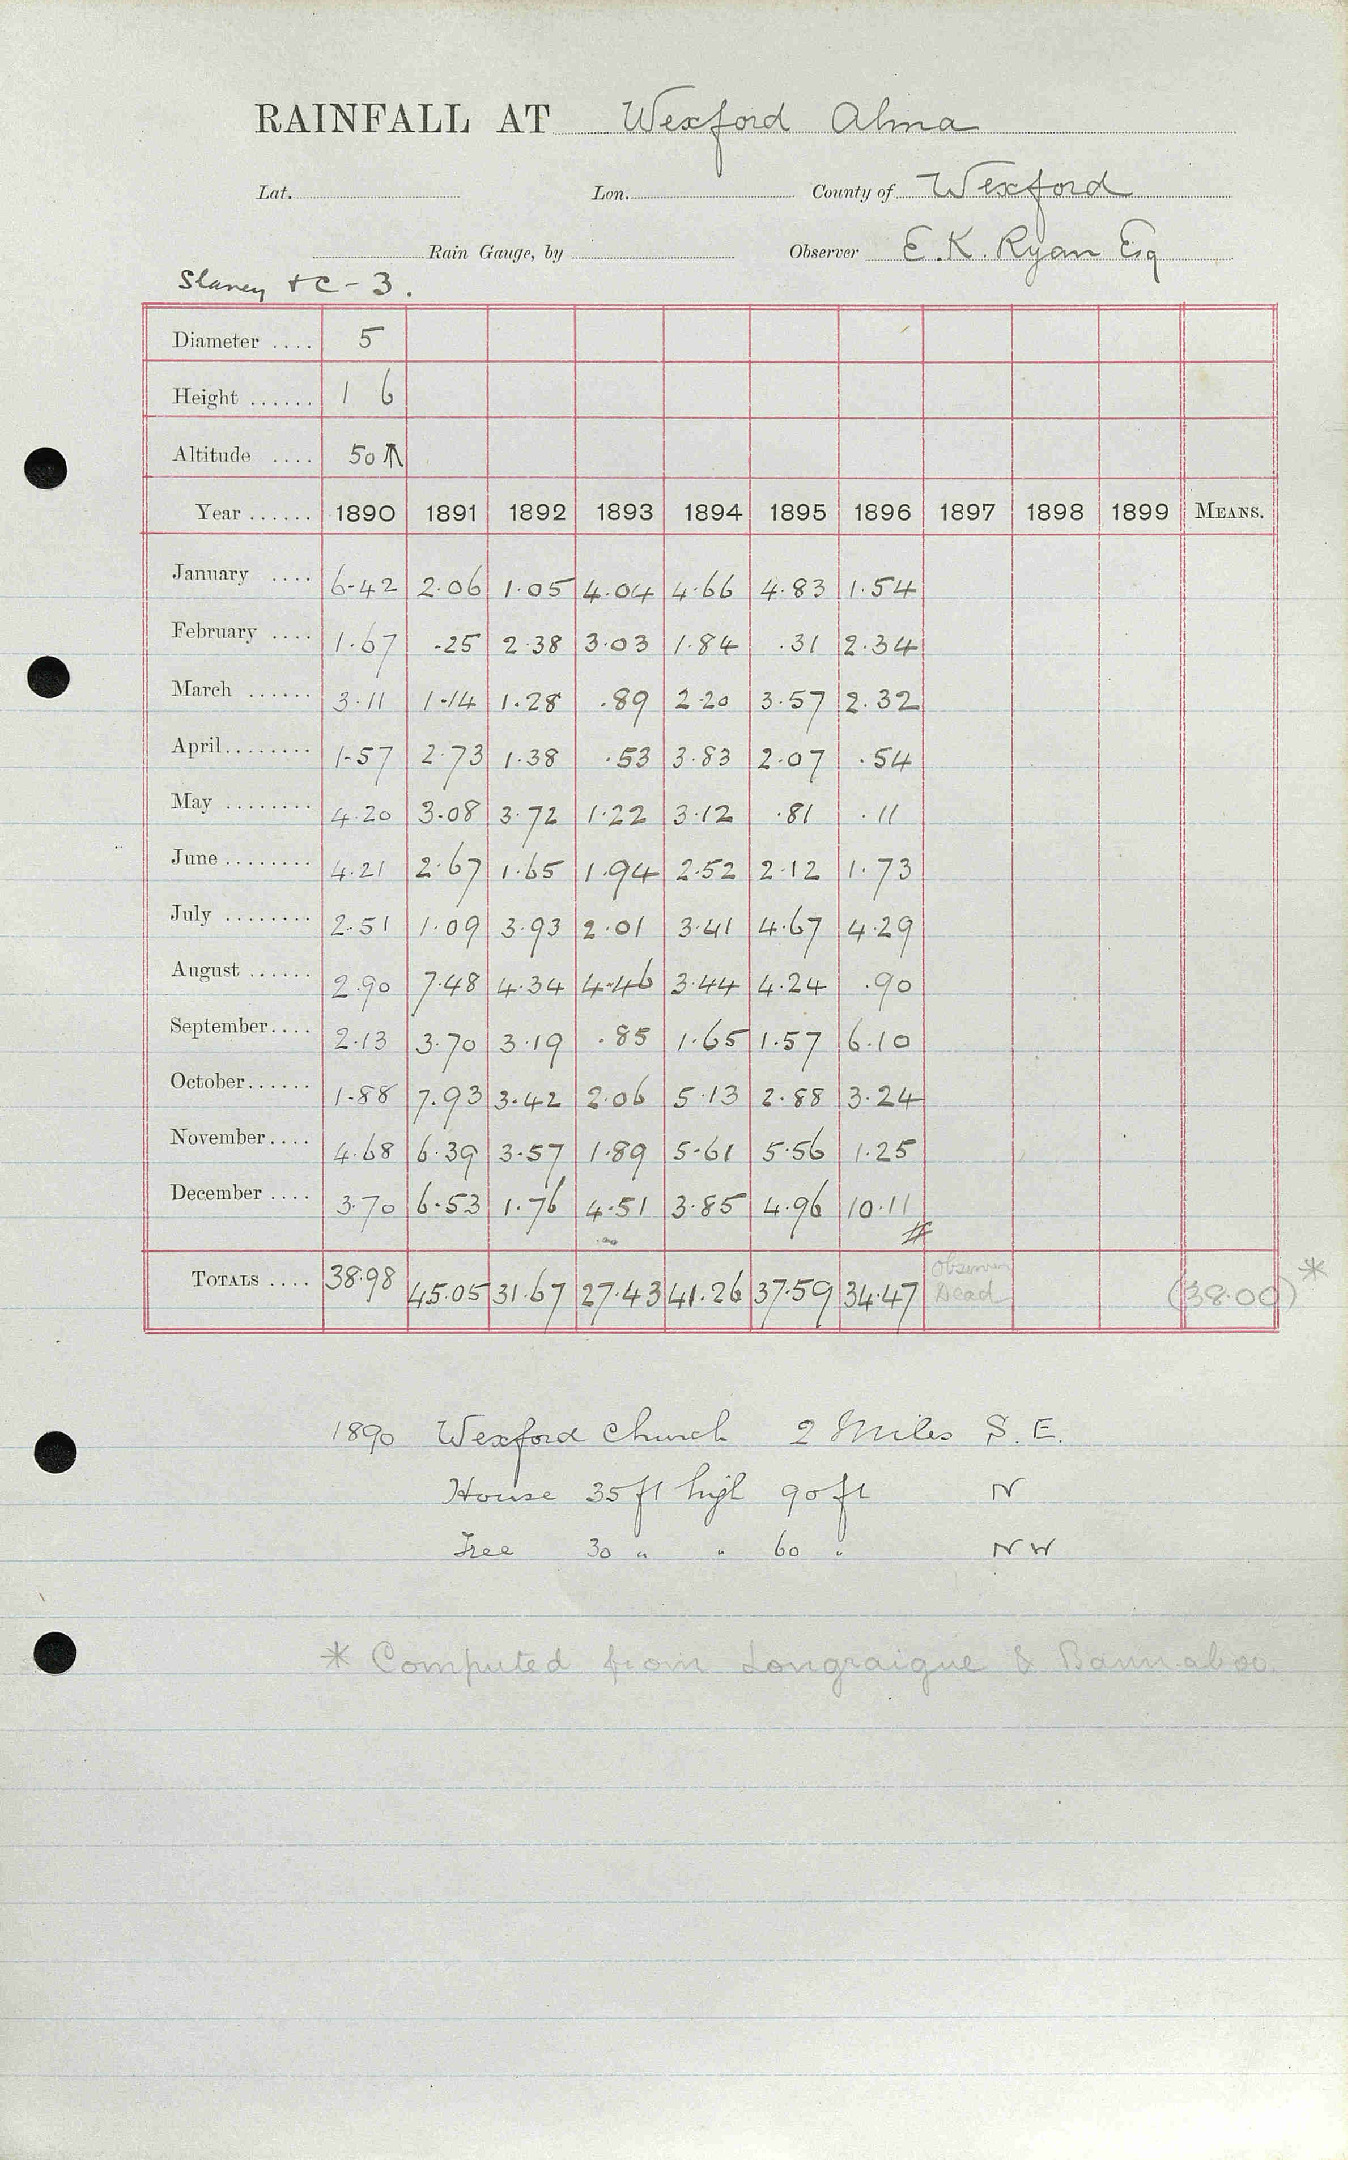 RAINFALL AT Wexford Alma
Lat. Lon. County of Wexford
Rain Gauge, by Observer E. K. Ryan Esq
Slaney + C - 3.
Diameter .... 5
Height ...... 1 6
Altitude .... 50
Year ...... 1890 1891 1892 1893 1894 1895 1896 1897 1898 1899 MEANS.
January .... 6.42 2.06 1.05 4.04 4.66 4.83 1.54
February .... 1.67 .25 2.38 3.03 1.84 .31 2.34
March ...... 3.11 1.14 1.28 .89 2.20 3.57 2.32
April ........ 1.57 2.73 1.38 .53 3.83 2.07 .54
May ........ 4.20 3.08 3.72 1.22 3.12 .81 .11
June ........ 4.21 2.67 1.65 1.94 2.52 2.12 1.73
July ........ 2.51 1.09 3.93 2.01 3.41 4.67 4.29
August ...... 2.90 7.48 4.34 4.46 3.44 4.24 .90
September .... 2.13 3.70 3.19 .85 1.65 1.57 6.10
October ...... 1.88 7.93 3.42 2.06 5.13 2.88 3.24
November .... 4.68 6.39 3.57 1.89 5.61 5.56 1.25
December .... 3.70 6.53 1.76 4.51 3.85 4.96 10.11 #
TOTALS .... 38.98 45.05 31.67 27.43 41.26 37.59 34.47 Observer Dead (38.00) *
1890 Wexford Church 2 Miles S. E.
House 35 ft high 90 ft N
Tree 30 " " 60 " NW
* Computed from Longraigue & Bannaboo.